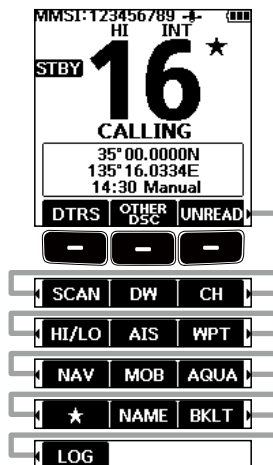 MMSI:123456789
HI INT
STBY 16 ★
CALLING
35°00.0000N
135°16.0334E
14:30 Manual
DTRS OTHER DSC UNREAD
SCAN DW CH
HI/LO AIS WPT
NAV MOB AQUA
★ NAME BKLT
LOG